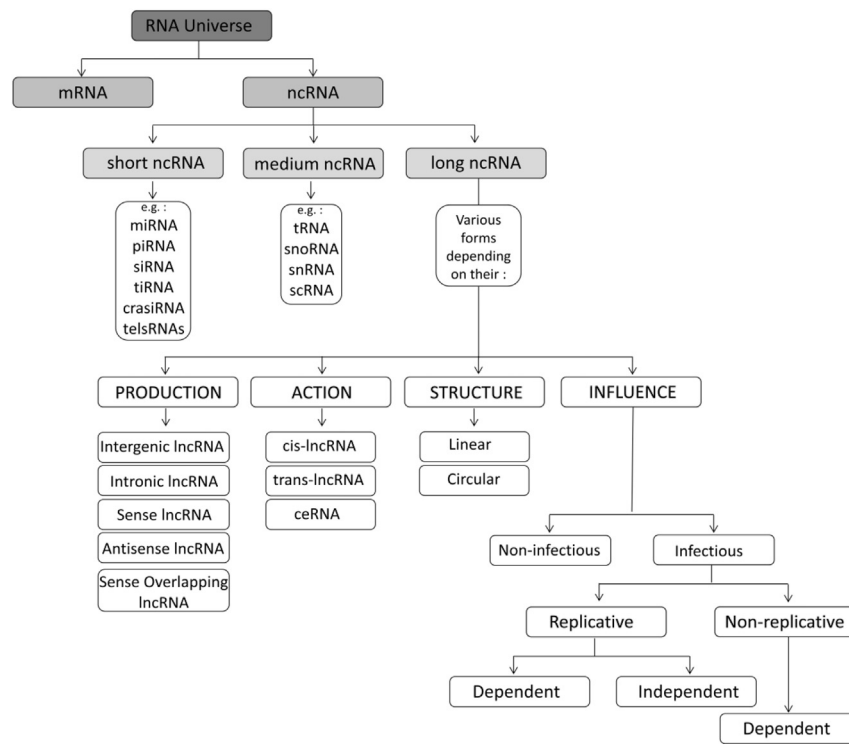 RNA Universe
mRNA
ncRNA
short ncRNA
medium ncRNA
long ncRNA
e.g. :
miRNA
piRNA
siRNA
tiRNA
crasiRNA
telsRNAs
e.g. :
tRNA
snoRNA
snRNA
scRNA
Various
forms
depending
on their :
PRODUCTION
ACTION
STRUCTURE
INFLUENCE
Intergenic lncRNA
Intronic lncRNA
Sense lncRNA
Antisense lncRNA
Sense Overlapping
lncRNA
cis-lncRNA
trans-lncRNA
ceRNA
Linear
Circular
Non-infectious
Infectious
Replicative
Non-replicative
Dependent
Independent
Dependent